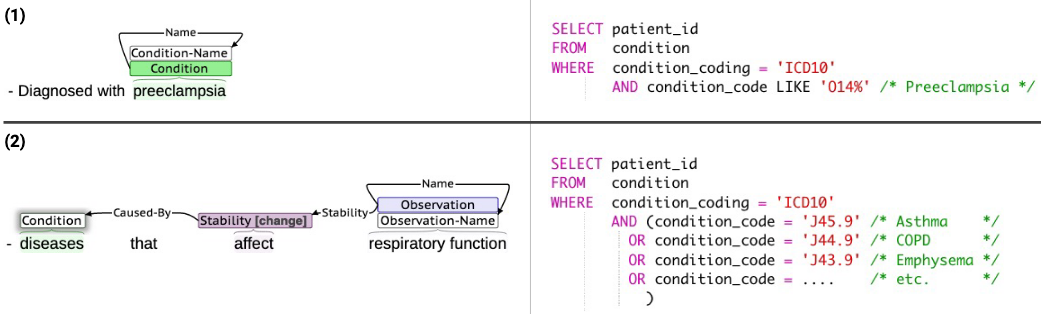 (1)
Name
Condition-Name
Condition
- Diagnosed with preeclampsia
SELECT patient_id
FROM condition
WHERE condition_coding = 'ICD10'
AND condition_code LIKE 'O14%' /* Preeclampsia */
(2)
Name
Observation
Condition Caused-By Stability [change] Stability Observation-Name
- diseases that affect respiratory function
SELECT patient_id
FROM condition
WHERE condition_coding = 'ICD10'
AND (condition_code = 'J45.9' /* Asthma */
OR condition_code = 'J44.9' /* COPD */
OR condition_code = 'J43.9' /* Emphysema */
OR condition_code = .... /* etc. */
)